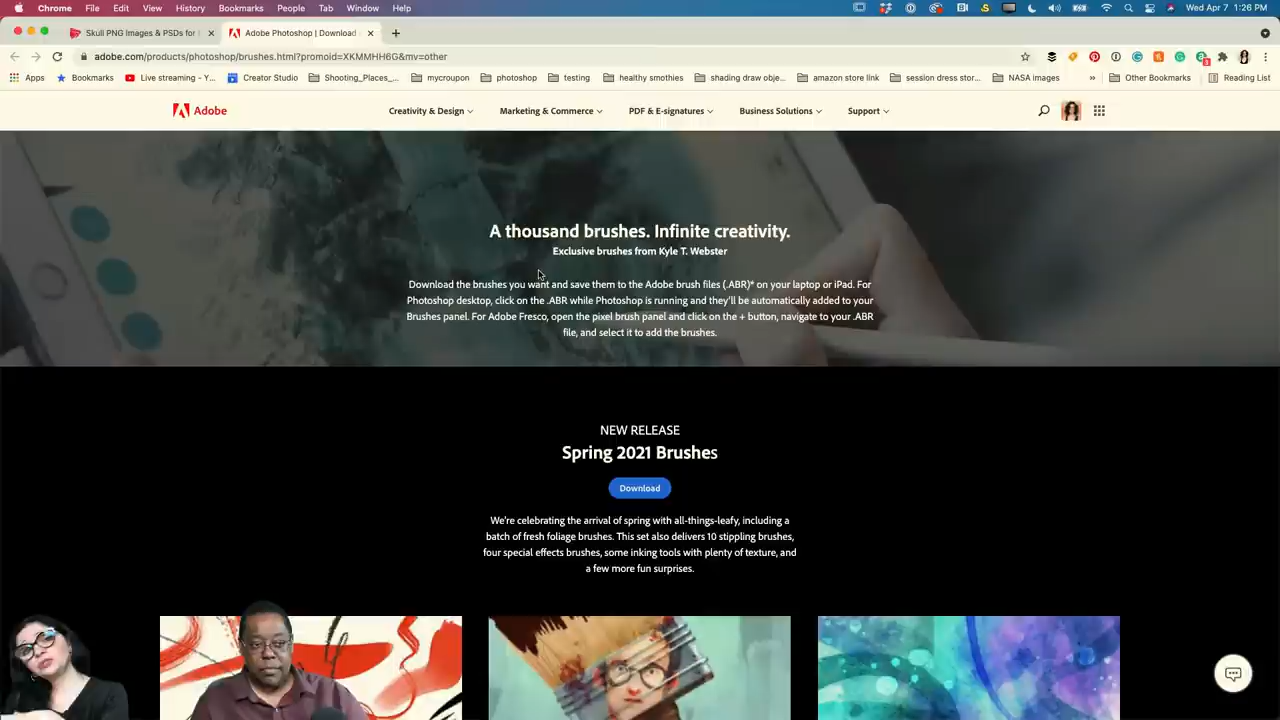 Chrome File Edit View History Bookmarks People Tab Window Help Wed Apr 7 1:26 PM
Skull PNG Images & PSDs for Adobe Photoshop | Download
adobe.com/products/photoshop/brushes.html?promoid=XKMMHH6G&mv=other
Apps Bookmarks Live streaming - Y... Creator Studio Shooting_Places_... mycroupon photoshop testing healthy smoothies shading draw obje... amazon store link session dress stor... NASA images » Other Bookmarks Reading List
Adobe Creativity & Design Marketing & Commerce PDF & E-signatures Business Solutions Support
A thousand brushes. Infinite creativity.
Exclusive brushes from Kyle T. Webster
Download the brushes you want and save them to the Adobe brush files (.ABR)* on your laptop or iPad. For
Photoshop desktop, click on the .ABR while Photoshop is running and they'll be automatically added to your
Brushes panel. For Adobe Fresco, open the pixel brush panel and click on the + button, navigate to your .ABR
file, and select it to add the brushes.
NEW RELEASE
Spring 2021 Brushes
Download
We're celebrating the arrival of spring with all-things-leafy, including a
batch of fresh foliage brushes. This set also delivers 10 stippling brushes,
four special effects brushes, some inking tools with plenty of texture, and
a few more fun surprises.